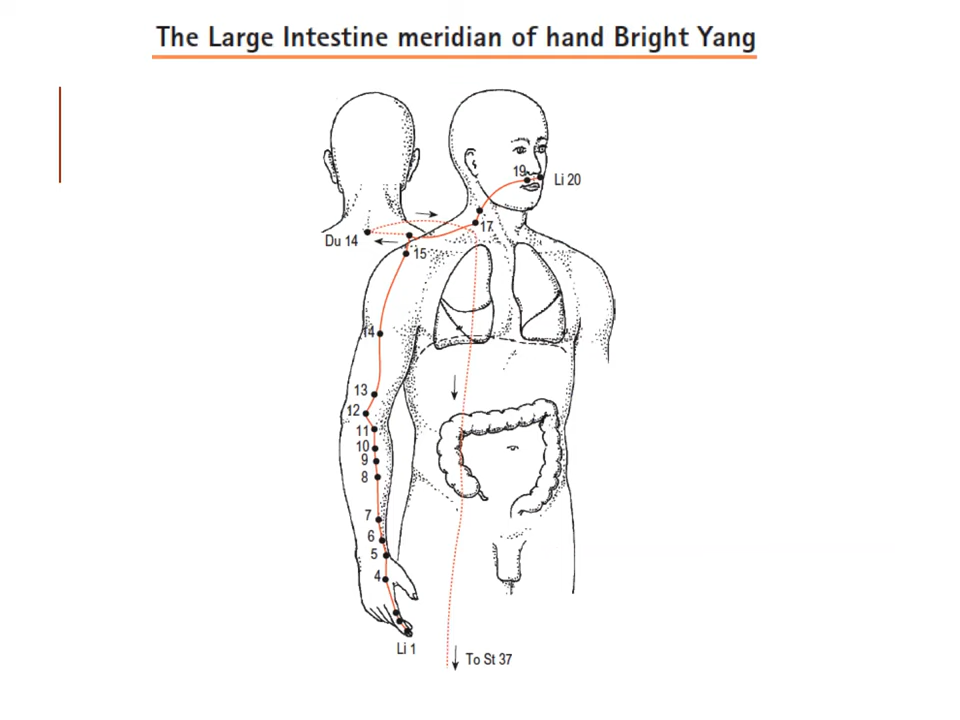 The Large Intestine meridian of hand Bright Yang
19
Li 20
17
Du 14
15
14
13
12
11
10
9
8
7
6
5
4
Li 1
To St 37